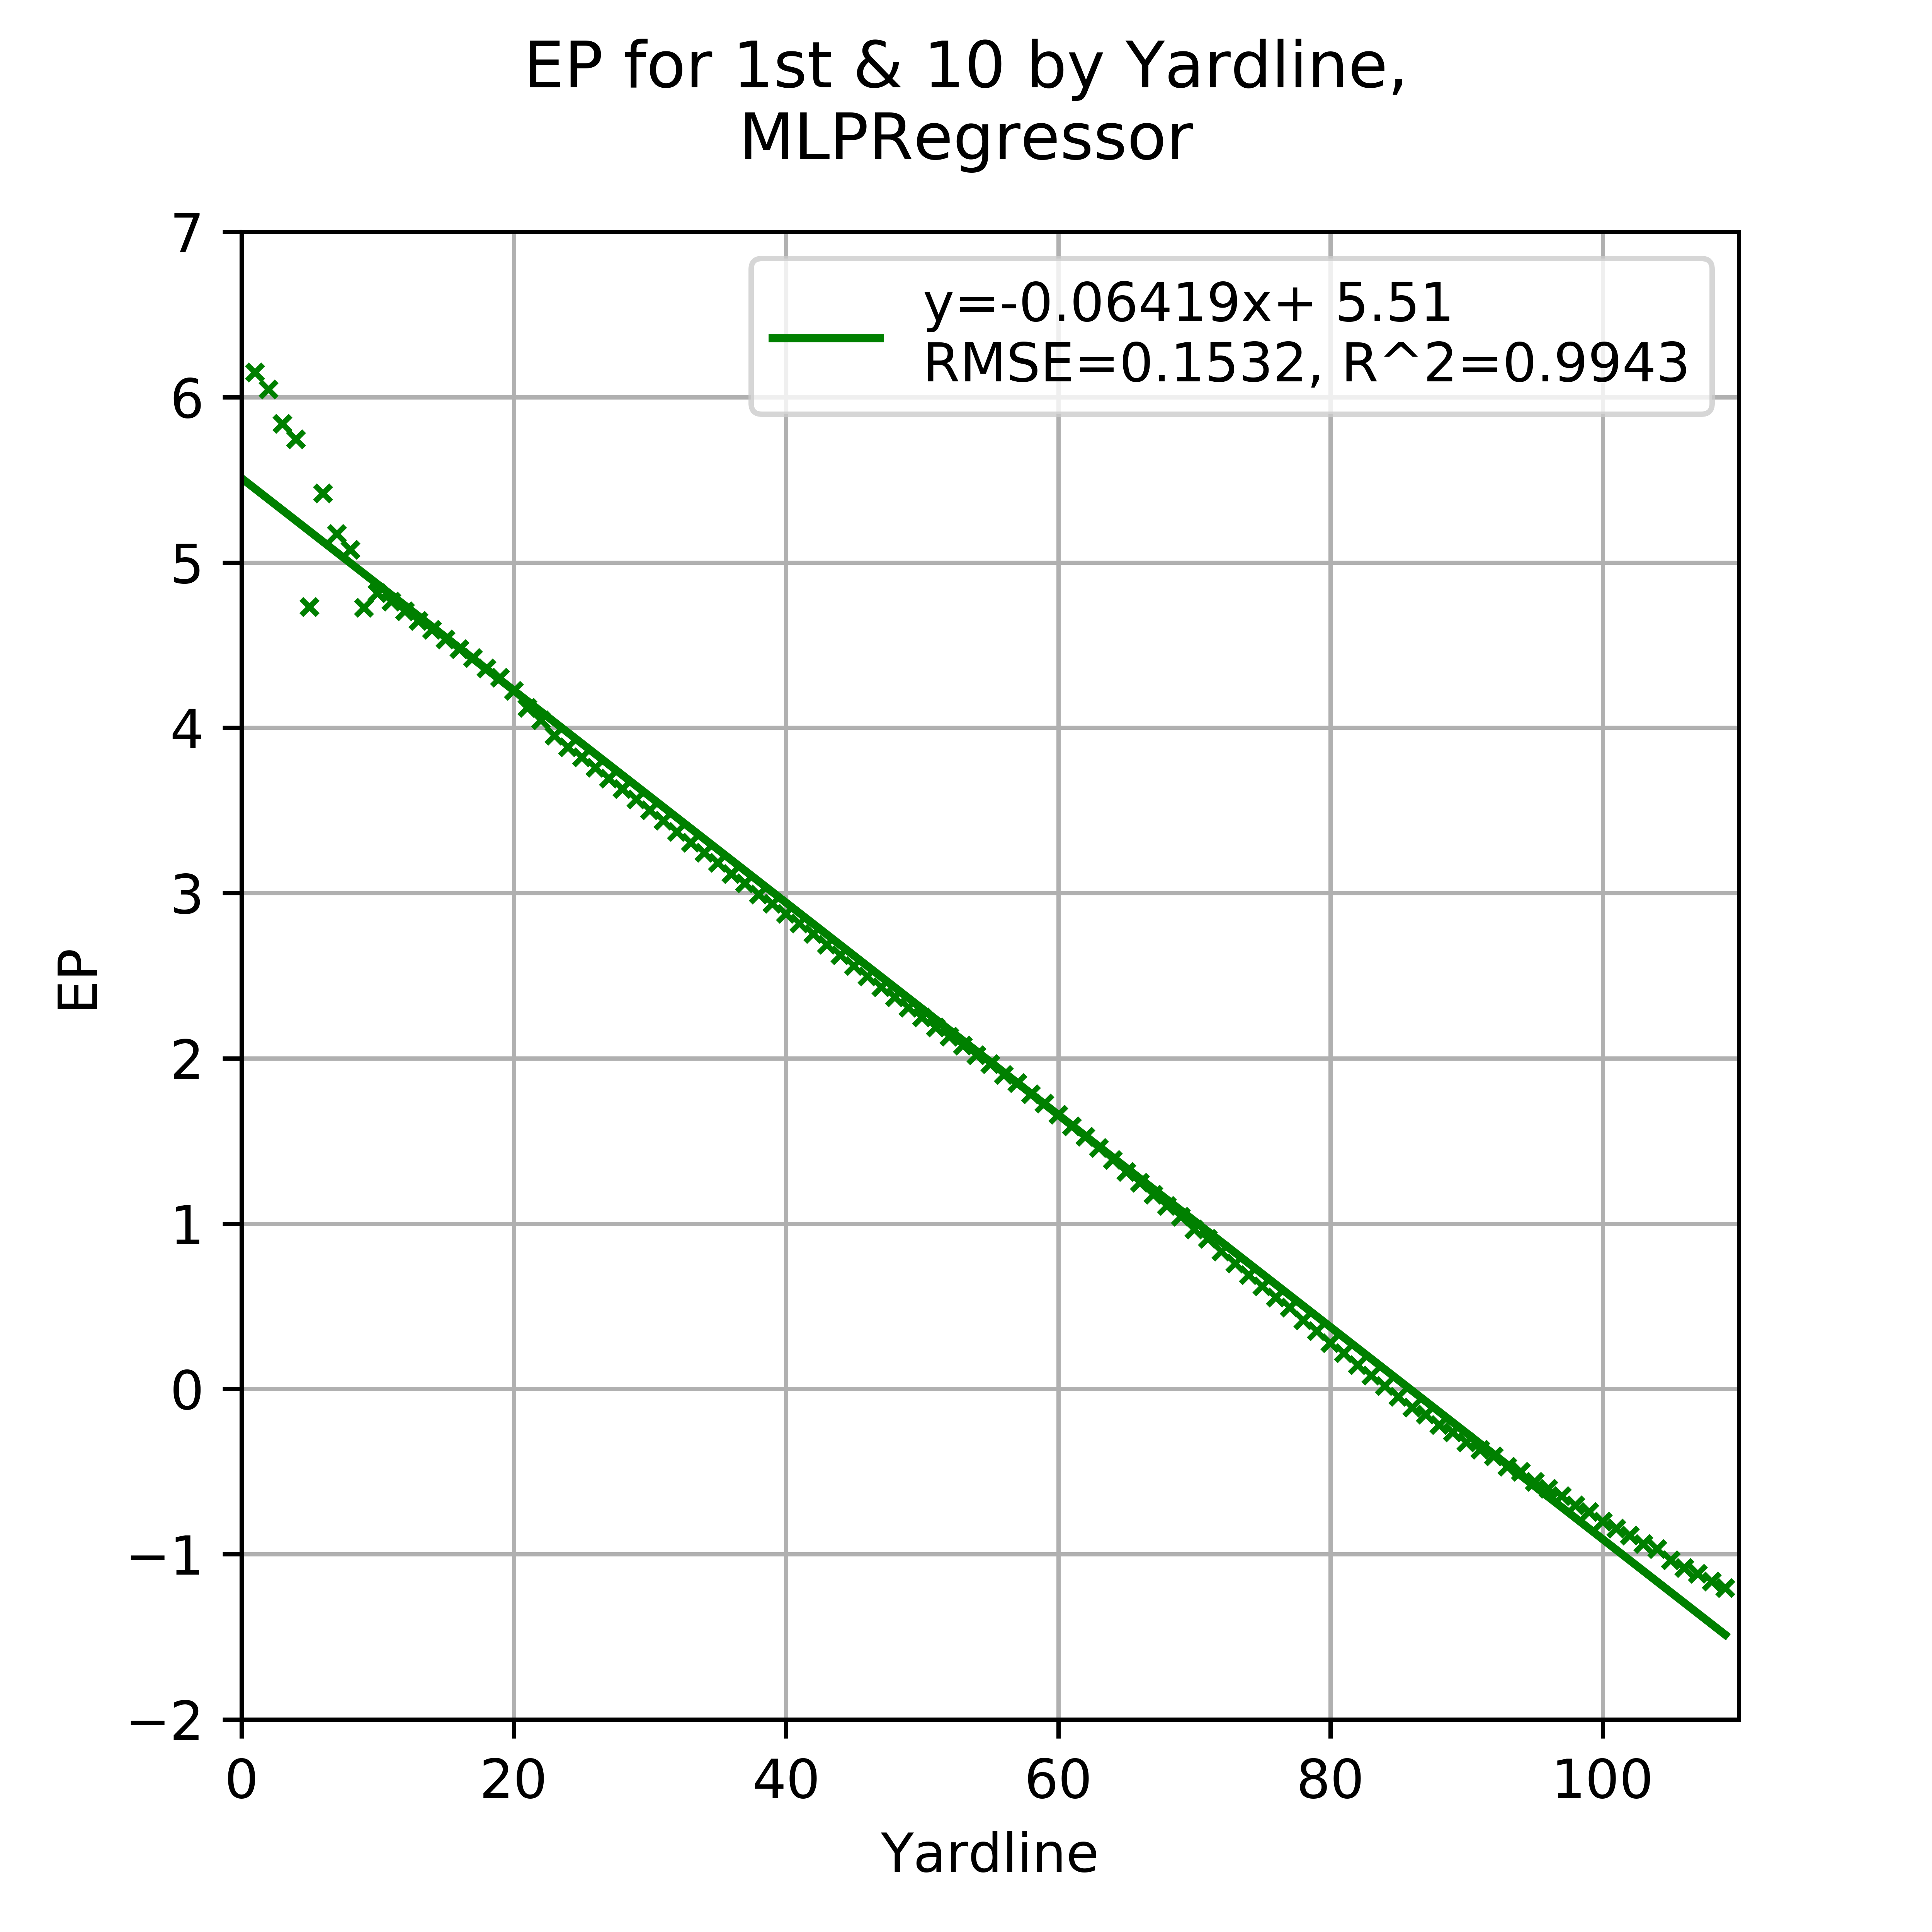 EP for 1st & 10 by Yardline,
MLPRegressor
y=-0.06419x+ 5.51
RMSE=0.1532, R^2=0.9943
7
6
5
4
3
2
1
0
−1
−2
EP
0 20 40 60 80 100
Yardline